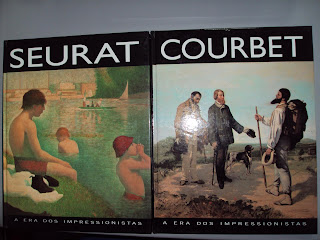 SEURAT
A ERA DOS IMPRESSIONISTAS
COURBET
A ERA DOS IMPRESSIONISTAS